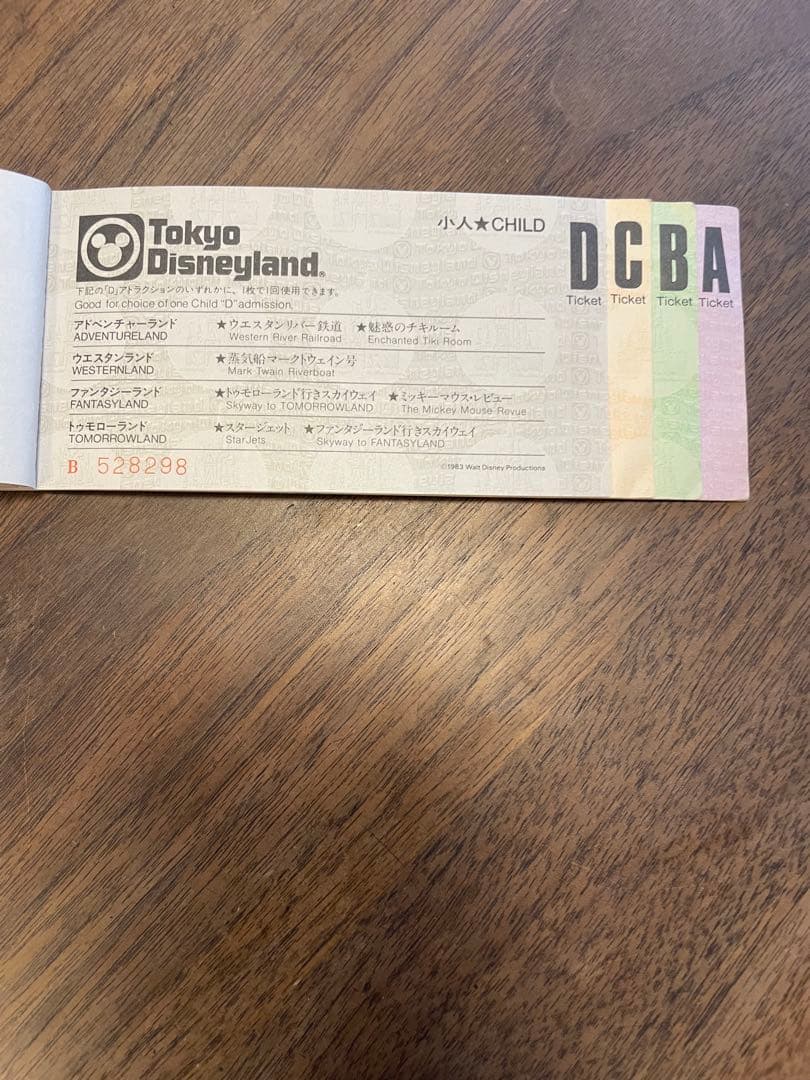 Tokyo
Disneyland®
小人★CHILD
下記の「D」アトラクションのいずれかに、1枚で1回使用できます。
Good for choice of one Child "D" admission.
アドベンチャーランド ★ウエスタンリバー鉄道 ★魅惑のチキルーム
ADVENTURELAND Western River Railroad Enchanted Tiki Room
ウエスタンランド ★蒸気船マークトウェイン号
WESTERNLAND Mark Twain Riverboat
ファンタジーランド ★トゥモローランド行きスカイウェイ ★ミッキーマウス・レビュー
FANTASYLAND Skyway to TOMORROWLAND The Mickey Mouse Revue
トゥモローランド ★スタージェット ★ファンタジーランド行きスカイウェイ
TOMORROWLAND StarJets Skyway to FANTASYLAND
B 528298
©1983 Walt Disney Productions
D C B A
Ticket Ticket Ticket Ticket